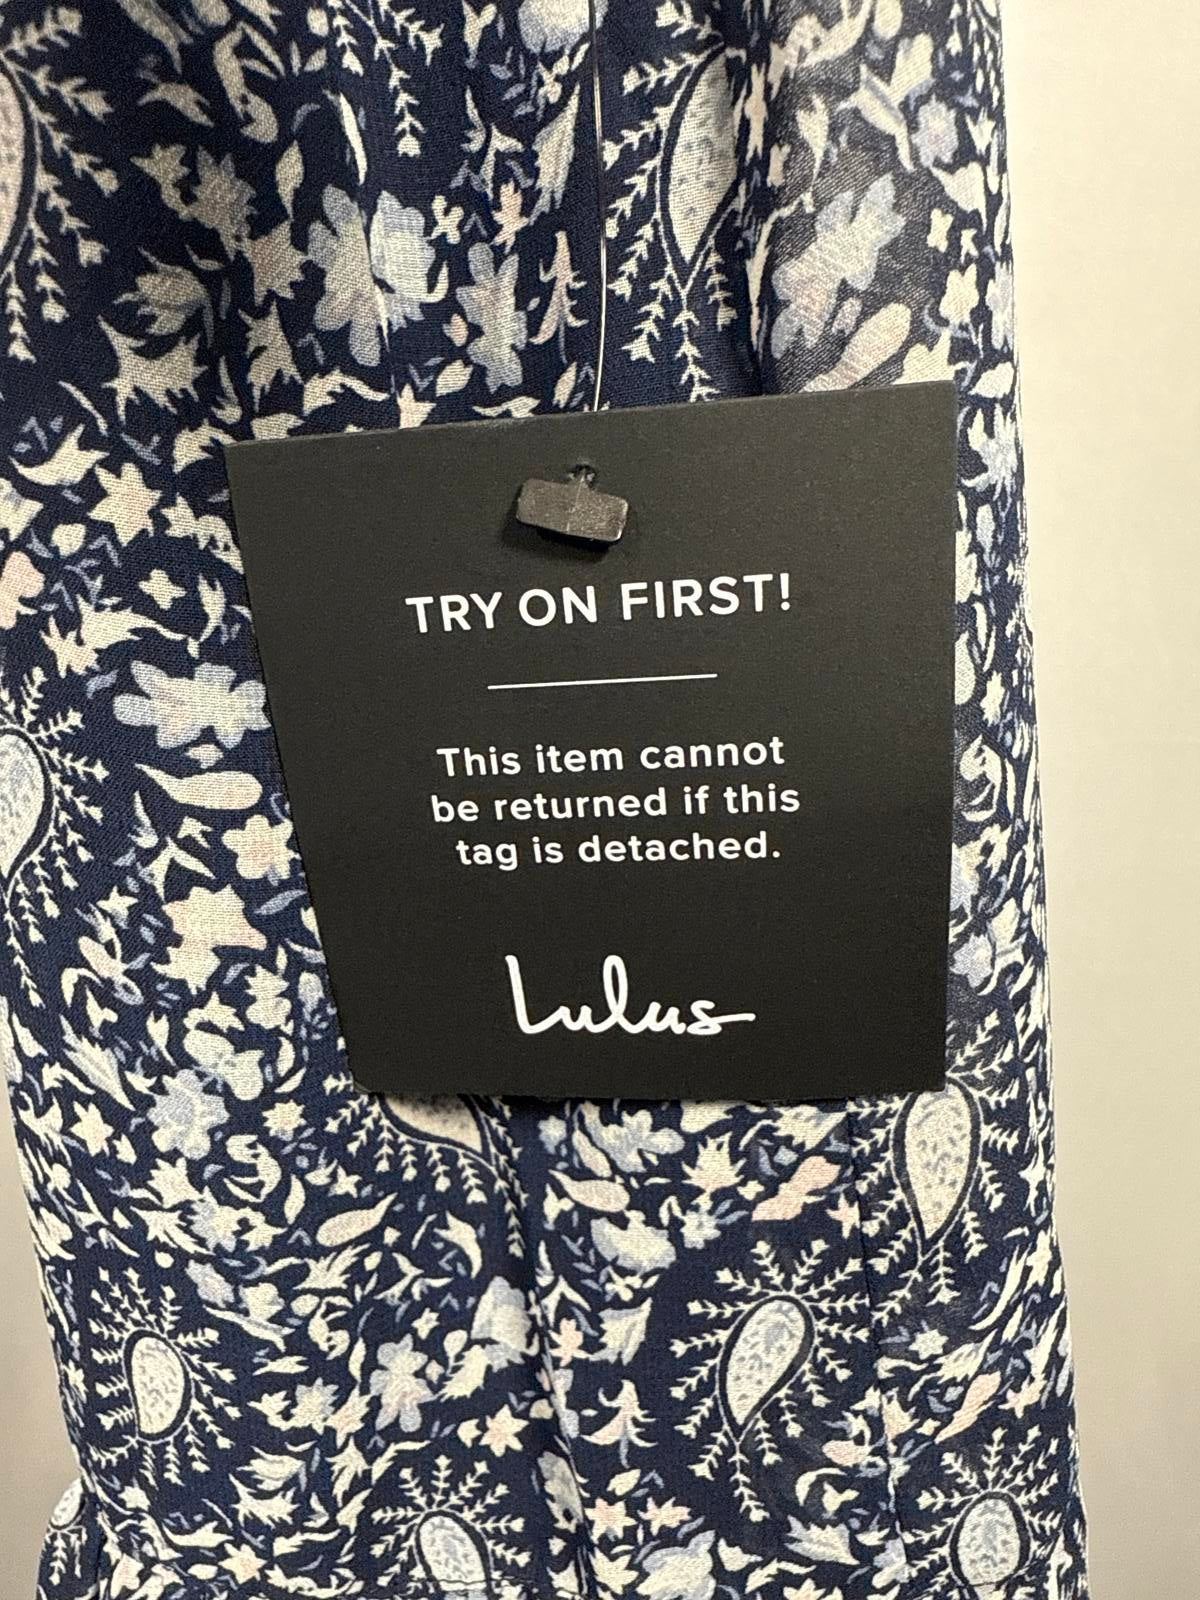 TRY ON FIRST!
This item cannot
be returned if this
tag is detached.
Lulus